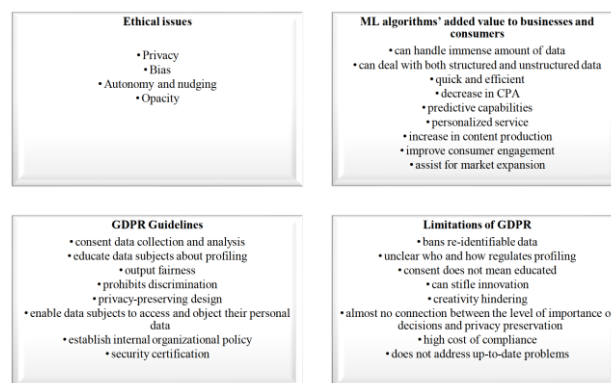 Ethical issues
• Privacy
• Bias
• Autonomy and nudging
• Opacity
ML algorithms' added value to businesses and
consumers
• can handle immense amount of data
• can deal with both structured and unstructured data
• quick and efficient
• decrease in CPA
• predictive capabilities
• personalized service
• increase in content production
• improve consumer engagement
• assist for market expansion
GDPR Guidelines
• consent data collection and analysis
• educate data subjects about profiling
• output fairness
• prohibits discrimination
• privacy-preserving design
• enable data subjects to access and object their personal
data
• establish internal organizational policy
• security certification
Limitations of GDPR
• bans re-identifiable data
• unclear who and how regulates profiling
• consent does not mean educated
• can stifle innovation
• creativity hindering
• almost no connection between the level of importance o
decisions and privacy preservation
• high cost of compliance
• does not address up-to-date problems